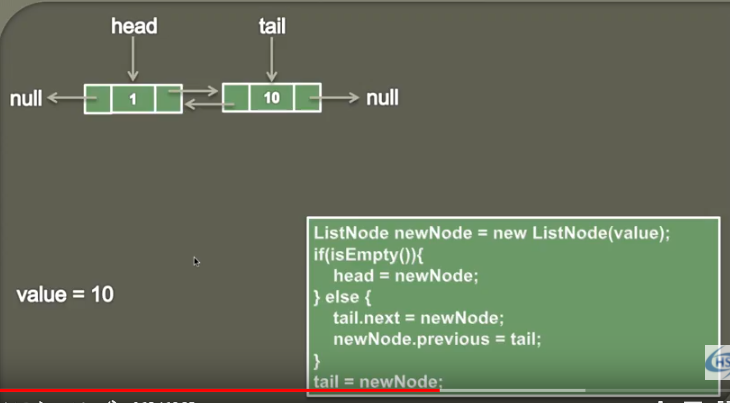 head tail
null 1 10 null
ListNode newNode = new ListNode(value);
if(isEmpty()){
head = newNode;
} else {
tail.next = newNode;
newNode.previous = tail;
}
tail = newNode;
value = 10
HS